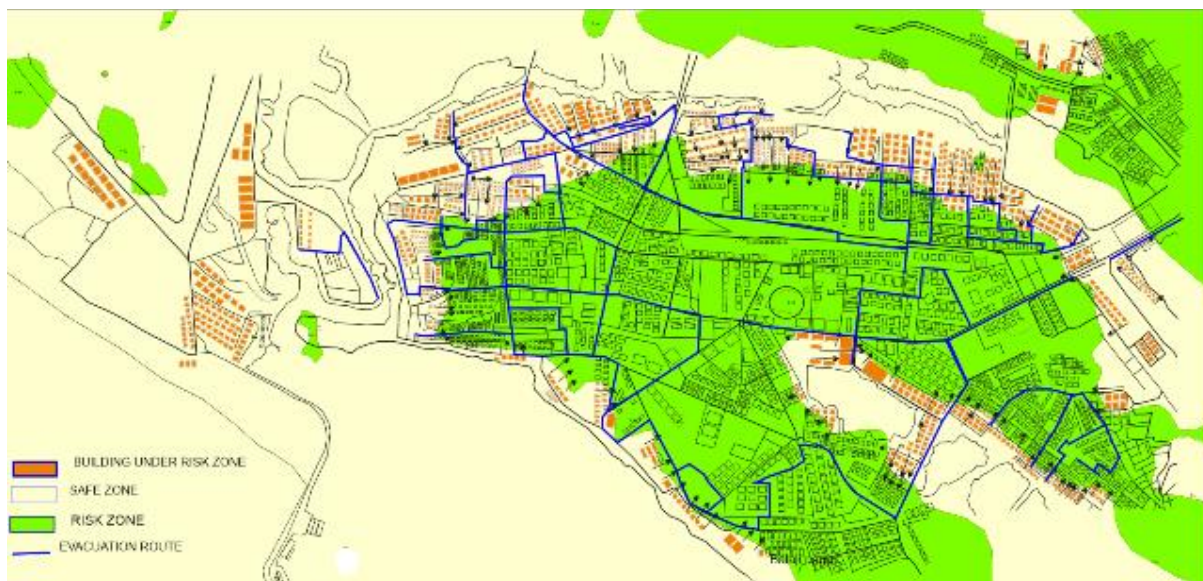 BUILDING UNDER RISK ZONE
SAFE ZONE
RISK ZONE
EVACUATION ROUTE